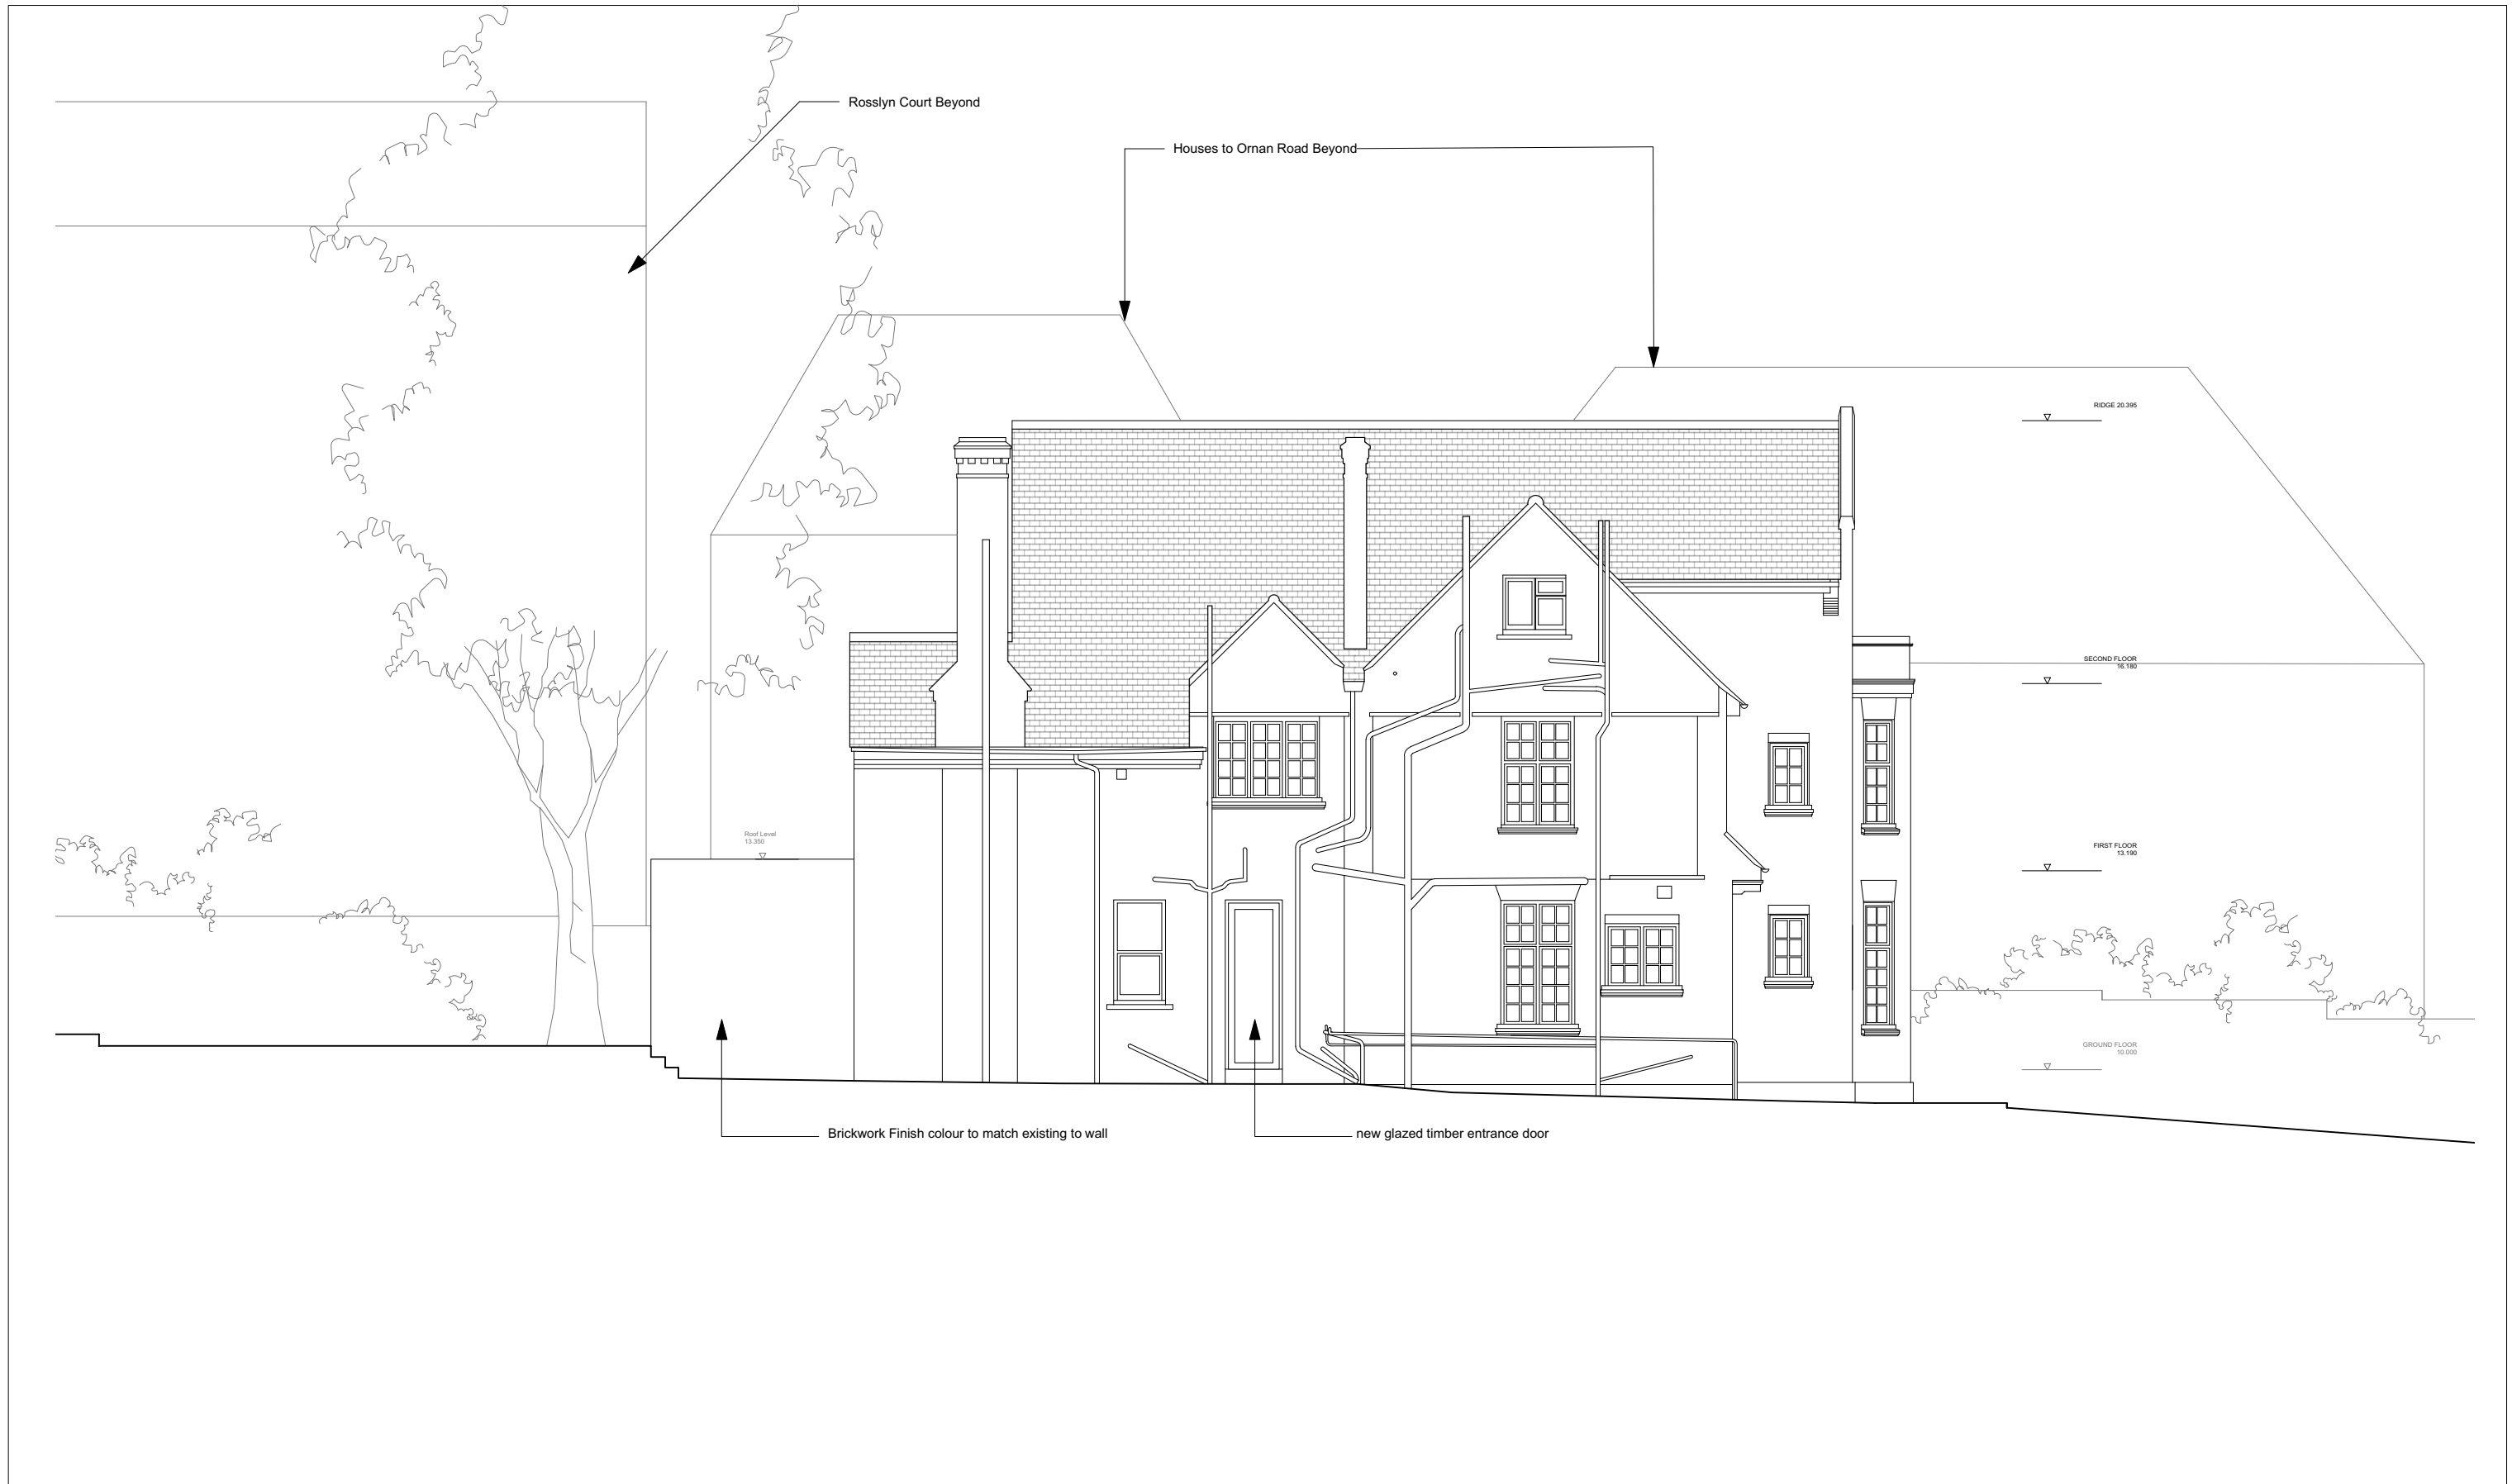 Rosslyn Court Beyond
Houses to Ornan Road Beyond
RIDGE 20.395
SECOND FLOOR
16.180
Roof Level
13.350
FIRST FLOOR
13.190
GROUND FLOOR
10.000
Brickwork Finish colour to match existing to wall
new glazed timber entrance door